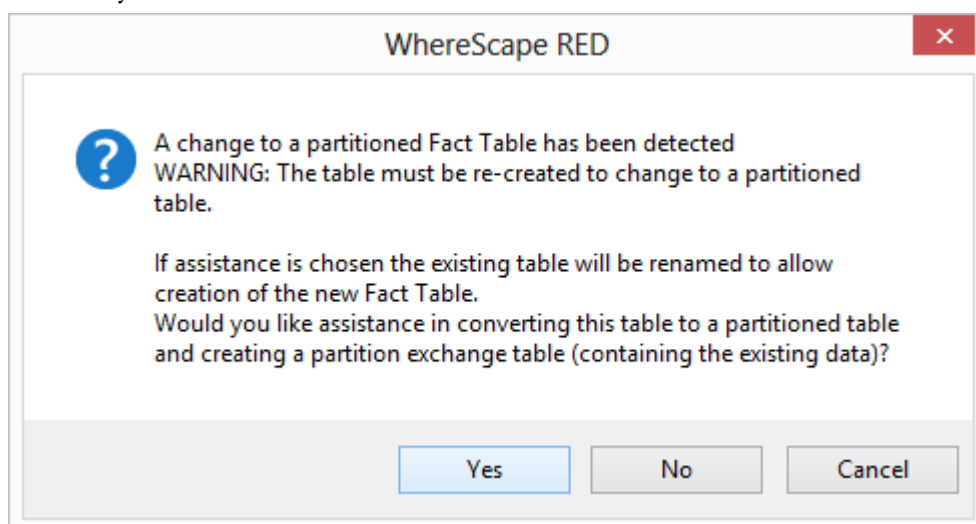 WhereScape RED
A change to a partitioned Fact Table has been detected
WARNING: The table must be re-created to change to a partitioned
table.
If assistance is chosen the existing table will be renamed to allow
creation of the new Fact Table.
Would you like assistance in converting this table to a partitioned table
and creating a partition exchange table (containing the existing data)?
Yes
No
Cancel